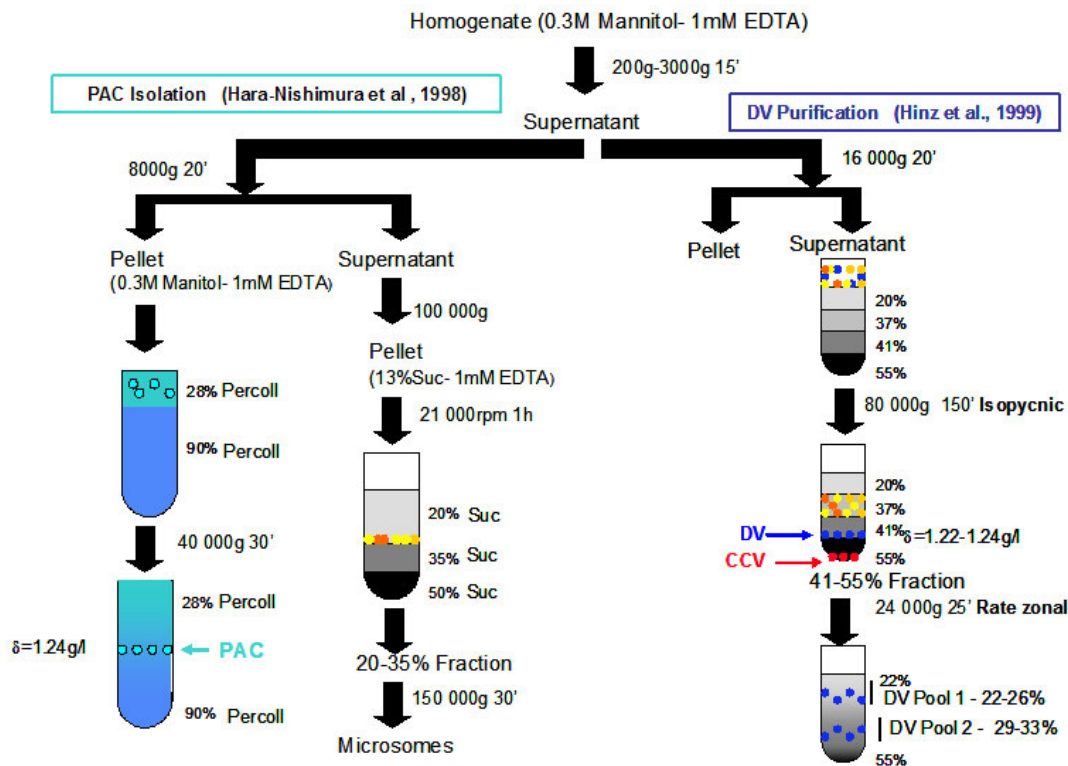 Homogenate (0.3M Mannitol- 1mM EDTA)
200g-3000g 15'
PAC Isolation (Hara-Nishimura et al , 1998)
DV Purification (Hinz et al., 1999)
Supernatant
8000g 20'
16 000g 20'
Pellet
(0.3M Manitol- 1mM EDTA)
Supernatant
Pellet
Supernatant
100 000g
Pellet
(13%Suc- 1mM EDTA)
21 000rpm 1h
28% Percoll
90% Percoll
40 000g 30'
28% Percoll
δ=1.24g/l
PAC
90% Percoll
20% Suc
35% Suc
50% Suc
20-35% Fraction
150 000g 30'
Microsomes
20%
37%
41%
55%
80 000g 150' Isopycnic
20%
37%
DV
41%
δ=1.22-1.24g/l
CCV
55%
41-55% Fraction
24 000g 25' Rate zonal
22%
DV Pool 1 - 22-26%
DV Pool 2 - 29-33%
55%